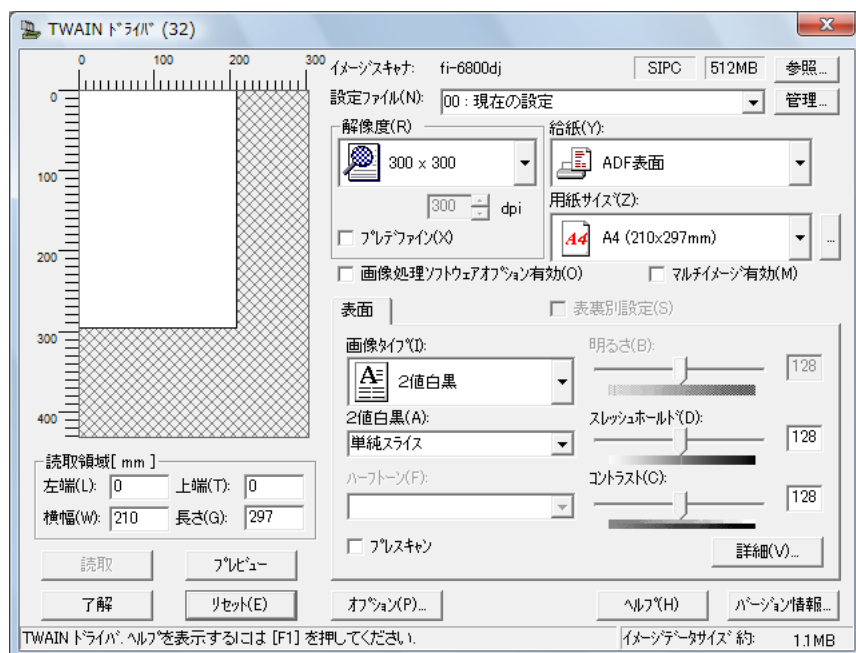 TWAIN ﾄﾞﾗｲﾊﾞ (32)
0 100 200 300
0
100
200
300
400
ｲﾒｰｼﾞｽｷｬﾅ: fi-6800dj SIPC 512MB 参照...
設定ﾌｧｲﾙ(N): 00 : 現在の設定 管理...
解像度(R)
300 x 300
300 dpi
ﾌﾟﾚﾃﾞﾌｧｲﾝ(X)
給紙(Y):
ADF表面
用紙ｻｲｽﾞ(Z):
A4 A4 (210x297mm) ...
画像処理ｿﾌﾄｳｪｱｵﾌﾟｼｮﾝ有効(O) ﾏﾙﾁｲﾒｰｼﾞ有効(M)
表面 表裏別設定(S)
画像ﾀｲﾌﾟ(I):
A 2値白黒
2値白黒(A):
単純ｽﾗｲｽ
ﾊｰﾌﾄｰﾝ(F):
ﾌﾟﾚｽｷｬﾝ
明るさ(B):
128
ｽﾚｯｼｭﾎｰﾙﾄﾞ(D):
128
ｺﾝﾄﾗｽﾄ(C):
128
詳細(V)...
読取領域[ mm ]
左端(L): 0 上端(T): 0
横幅(W): 210 長さ(G): 297
読取 ﾌﾟﾚﾋﾞｭｰ
了解 ﾘｾｯﾄ(E) ｵﾌﾟｼｮﾝ(P)... ﾍﾙﾌﾟ(H) ﾊﾞｰｼﾞｮﾝ情報...
TWAIN ﾄﾞﾗｲﾊﾞ. ﾍﾙﾌﾟを表示するには [F1] を押してください. ｲﾒｰｼﾞﾃﾞｰﾀｻｲｽﾞ 約: 1.1MB